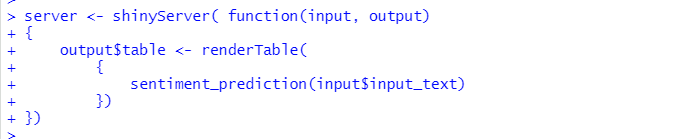 >
> server <- shinyServer( function(input, output)
+ {
+     output$table <- renderTable(
+         {
+             sentiment_prediction(input$input_text)
+         })
+ })
>